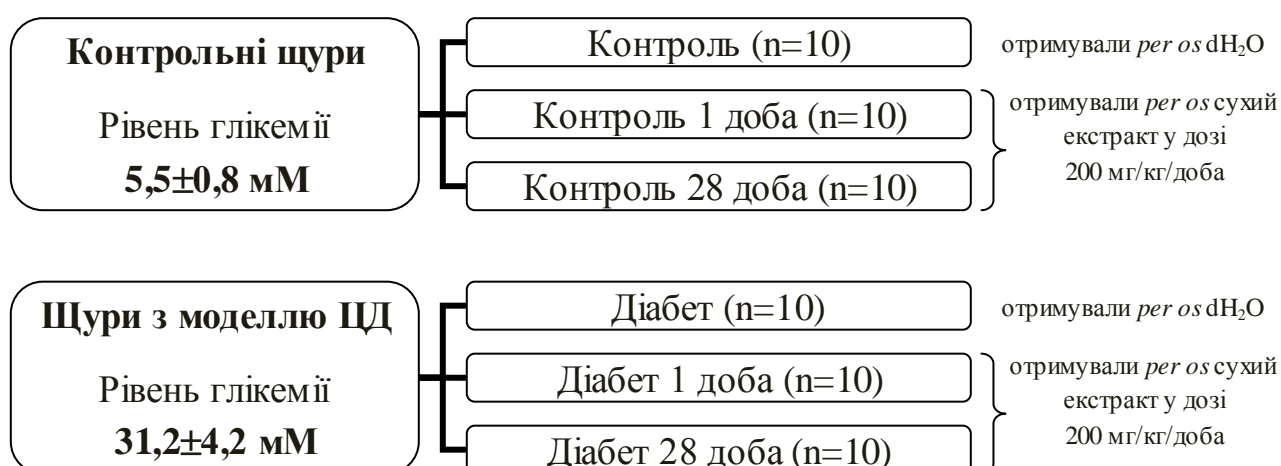 Контрольні щури
Рівень глікемії
5,5±0,8 мМ
Контроль (n=10)
Контроль 1 доба (n=10)
Контроль 28 доба (n=10)
отримували per os dH₂O
отримували per os сухий
екстракт у дозі
200 мг/кг/доба
Щури з моделлю ЦД
Рівень глікемії
31,2±4,2 мМ
Діабет (n=10)
Діабет 1 доба (n=10)
Діабет 28 доба (n=10)
отримували per os dH₂O
отримували per os сухий
екстракт у дозі
200 мг/кг/доба